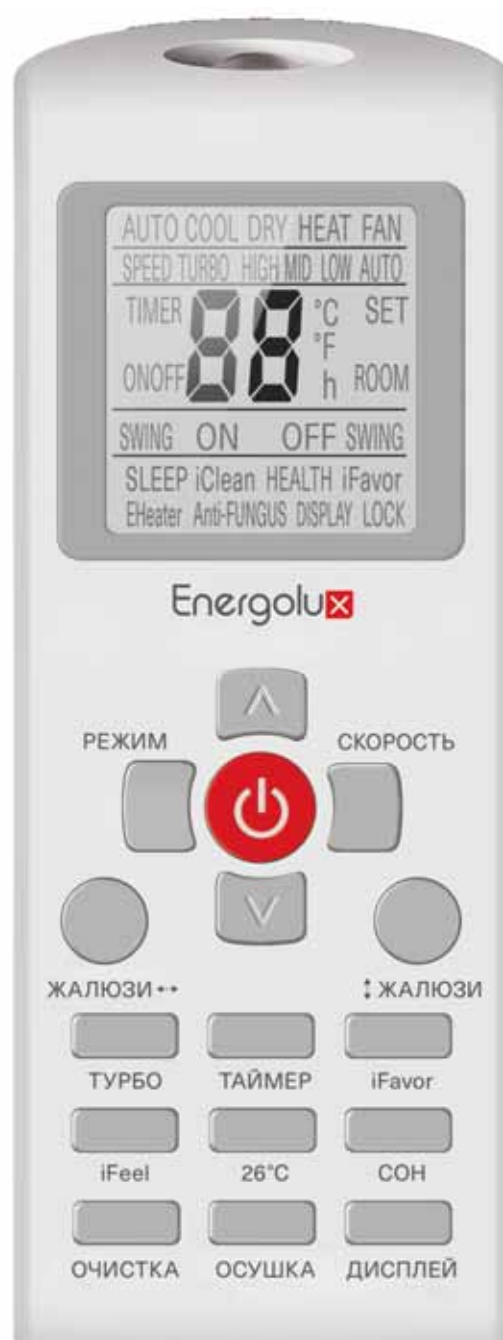 AUTO COOL DRY HEAT FAN
SPEED TURBO HIGH MID LOW AUTO
TIMER 88 °C SET
°F
ONOFF h ROOM
SWING ON OFF SWING
SLEEP iClean HEALTH iFavor
EHeater Anti-FUNGUS DISPLAY LOCK
Energolux
РЕЖИМ СКОРОСТЬ
ЖАЛЮЗИ ↔ ↕ ЖАЛЮЗИ
ТУРБО ТАЙМЕР iFavor
iFeel 26°C СОН
ОЧИСТКА ОСУШКА ДИСПЛЕЙ